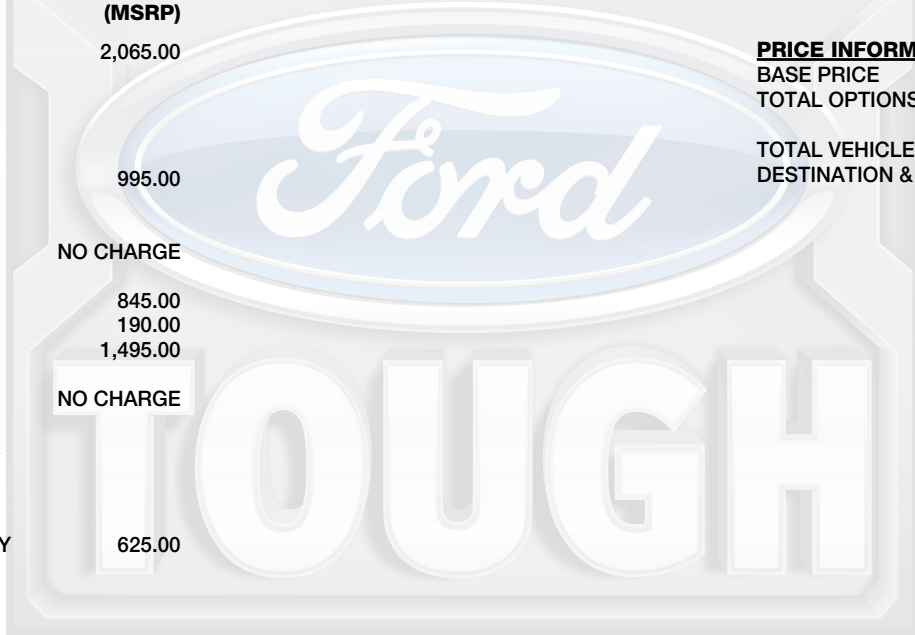 (MSRP)
2,065.00
PRICE INFORM
BASE PRICE
TOTAL OPTIONS
TOTAL VEHICLE
995.00
DESTINATION &
Ford
NO CHARGE
845.00
190.00
1,495.00
NO CHARGE
TOUGH
Y
625.00